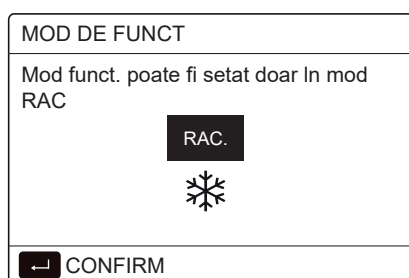 MOD DE FUNCT
Mod funct. poate fi setat doar ln mod
RAC
RAC.
CONFIRM